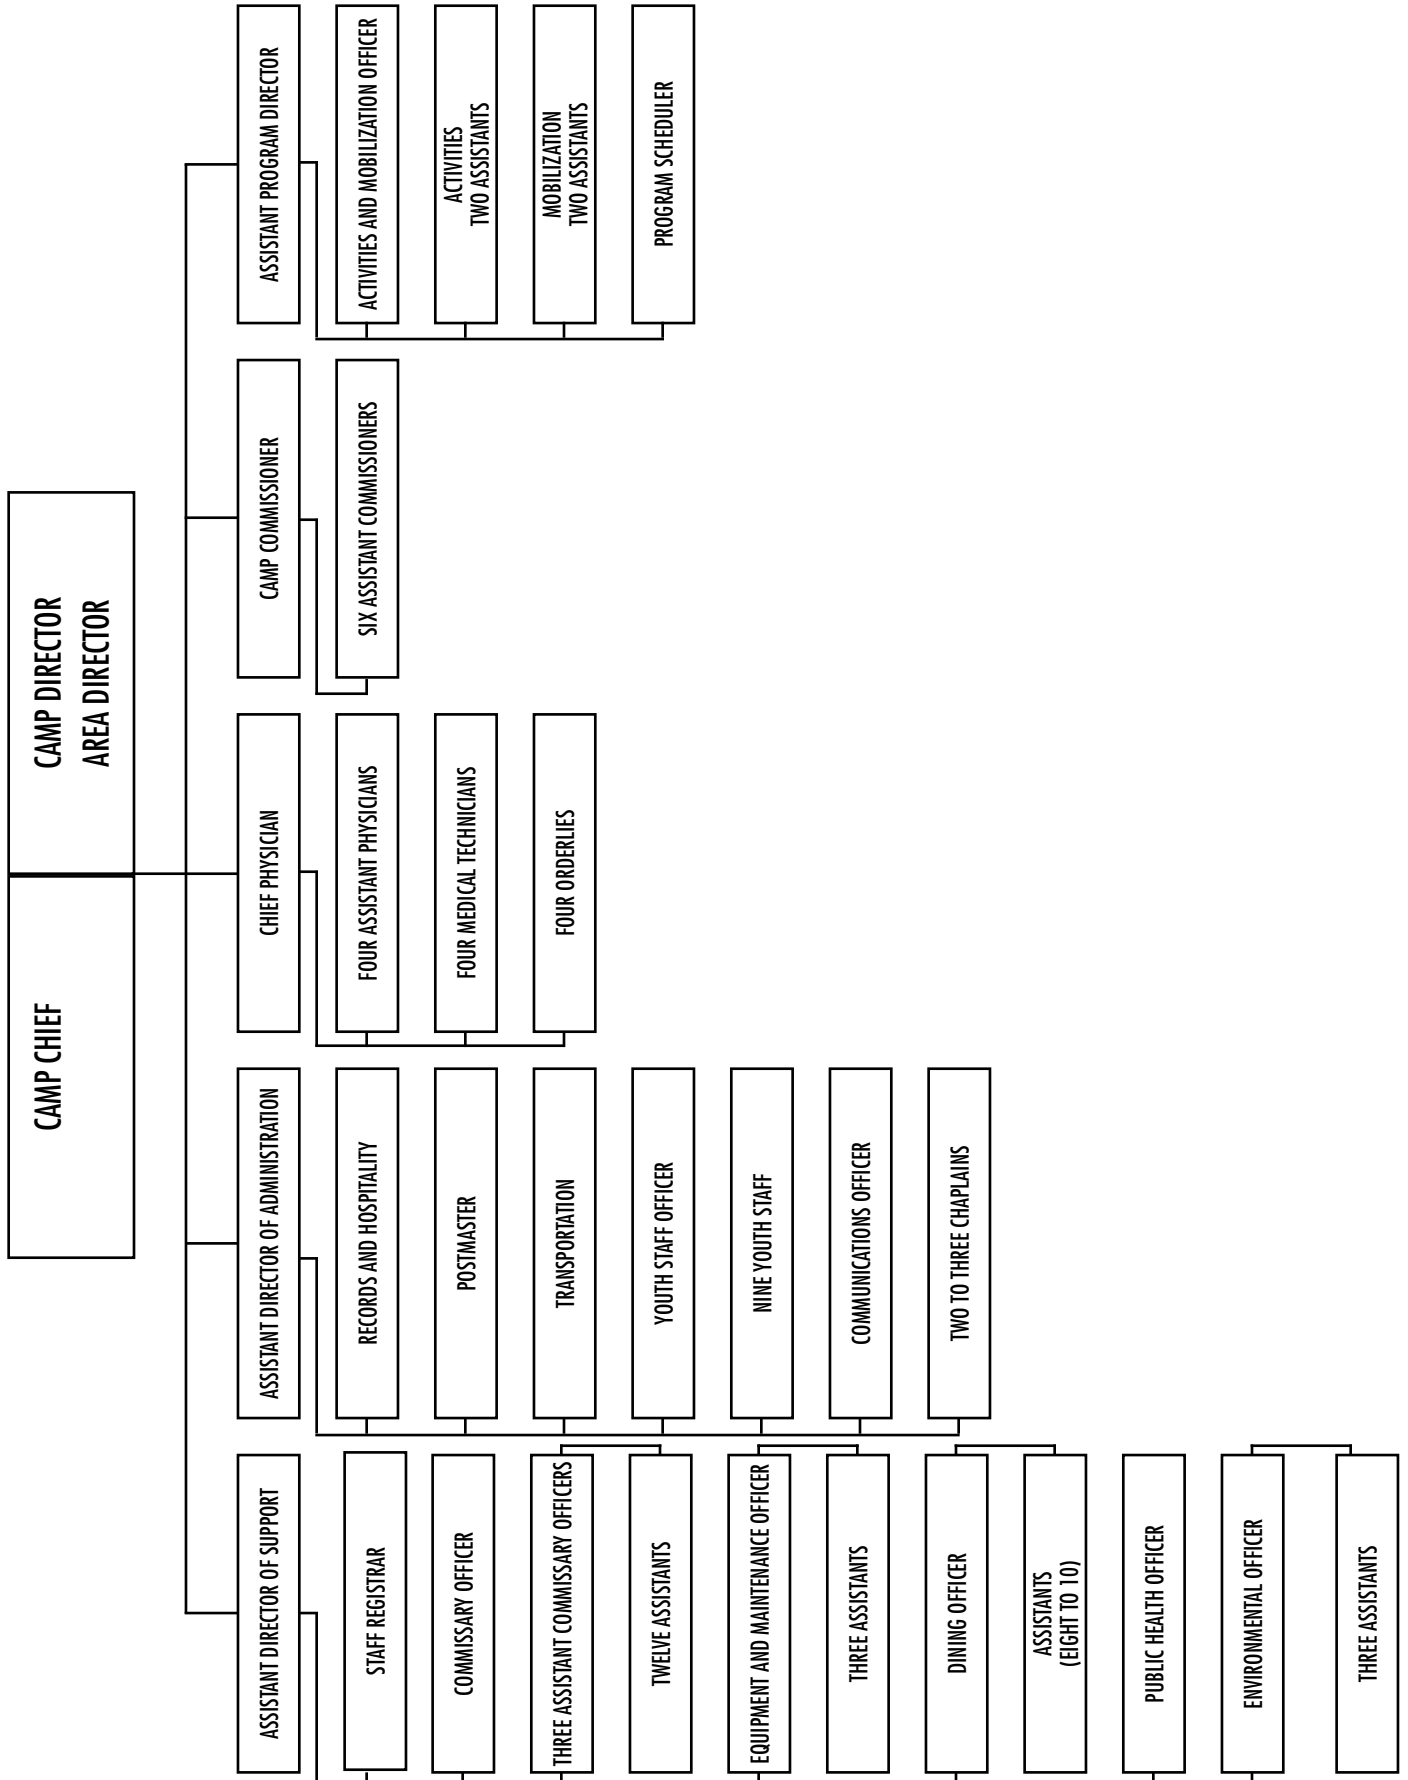 CAMP CHIEF
CAMP DIRECTOR
AREA DIRECTOR
ASSISTANT DIRECTOR OF SUPPORT
STAFF REGISTRAR
COMMISSARY OFFICER
THREE ASSISTANT COMMISSARY OFFICERS
TWELVE ASSISTANTS
EQUIPMENT AND MAINTENANCE OFFICER
THREE ASSISTANTS
DINING OFFICER
ASSISTANTS
(EIGHT TO 10)
PUBLIC HEALTH OFFICER
ENVIRONMENTAL OFFICER
THREE ASSISTANTS
ASSISTANT DIRECTOR OF ADMINISTRATION
RECORDS AND HOSPITALITY
POSTMASTER
TRANSPORTATION
YOUTH STAFF OFFICER
NINE YOUTH STAFF
COMMUNICATIONS OFFICER
TWO TO THREE CHAPLAINS
CHIEF PHYSICIAN
FOUR ASSISTANT PHYSICIANS
FOUR MEDICAL TECHNICIANS
FOUR ORDERLIES
CAMP COMMISSIONER
SIX ASSISTANT COMMISSIONERS
ASSISTANT PROGRAM DIRECTOR
ACTIVITIES AND MOBILIZATION OFFICER
ACTIVITIES
TWO ASSISTANTS
MOBILIZATION
TWO ASSISTANTS
PROGRAM SCHEDULER